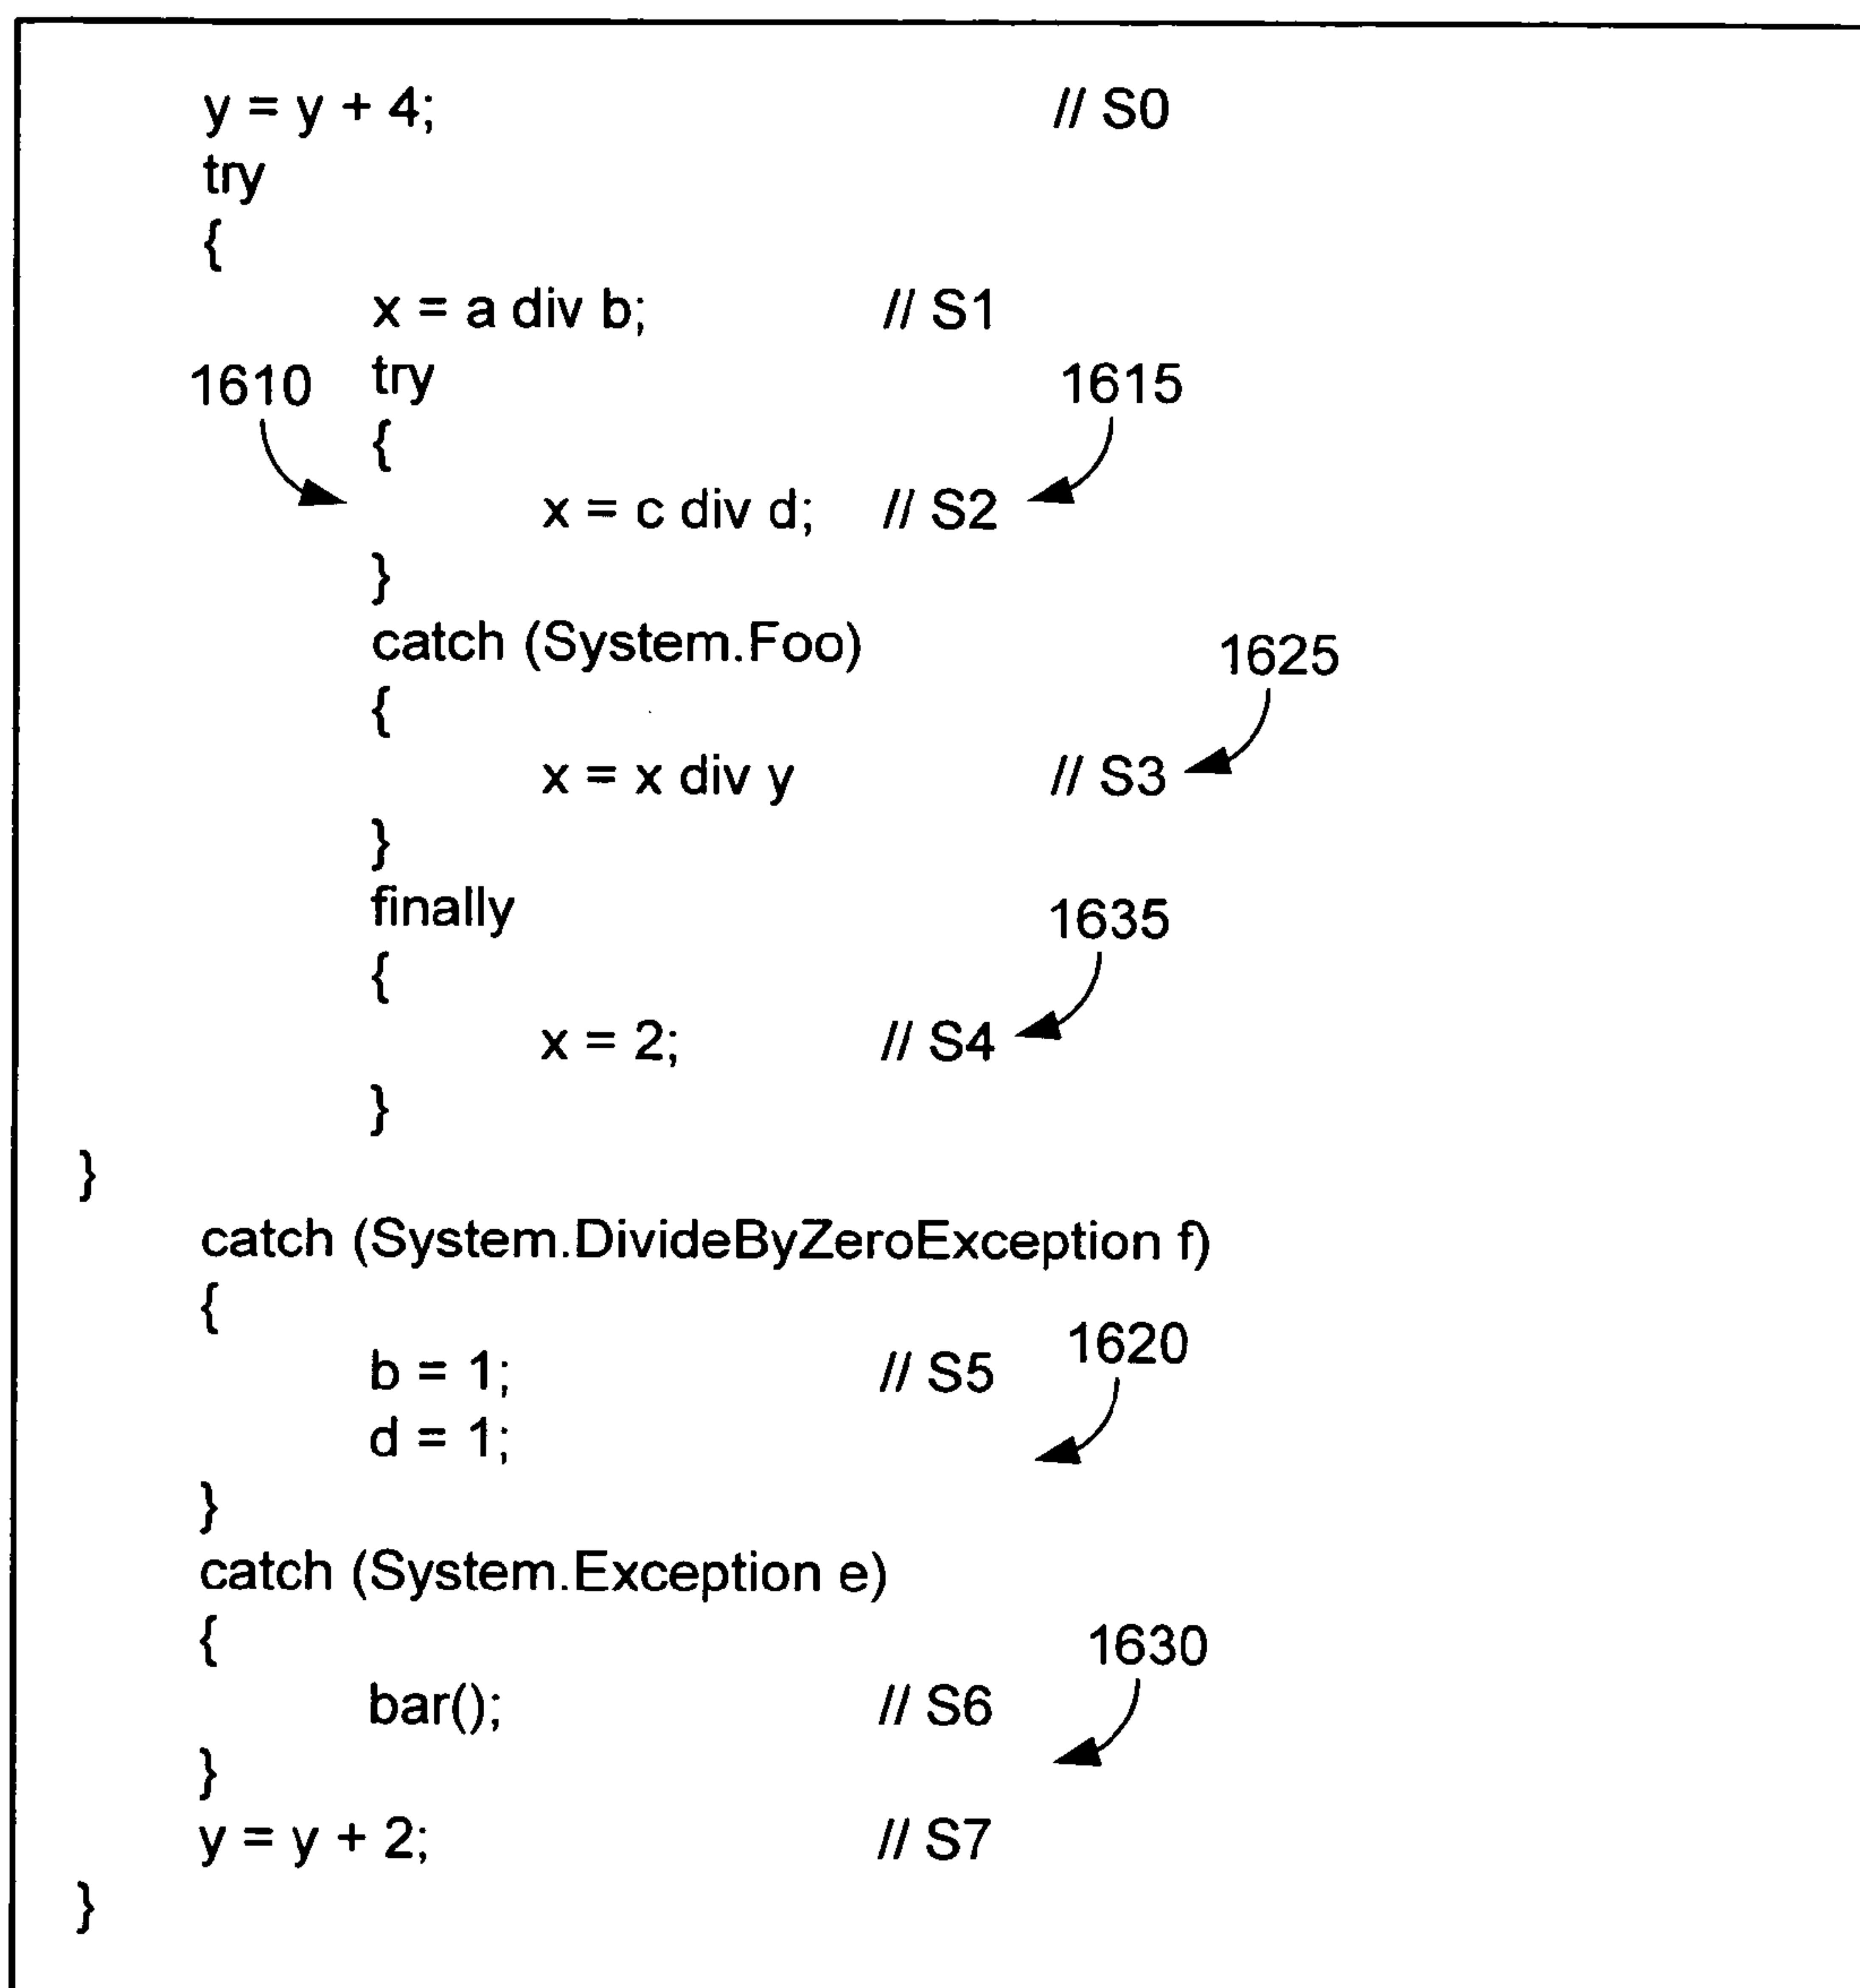 y = y + 4; // S0
try
{
x = a div b; // S1
1610 try 1615
{
x = c div d; // S2
}
catch (System.Foo)
1625
{
x = x div y // S3
}
finally
1635
{
x = 2; // S4
}
}
catch (System.DivideByZeroException f)
{
1620
b = 1; // S5
d = 1;
}
catch (System.Exception e)
{
1630
bar(); // S6
}
y = y + 2; // S7
}